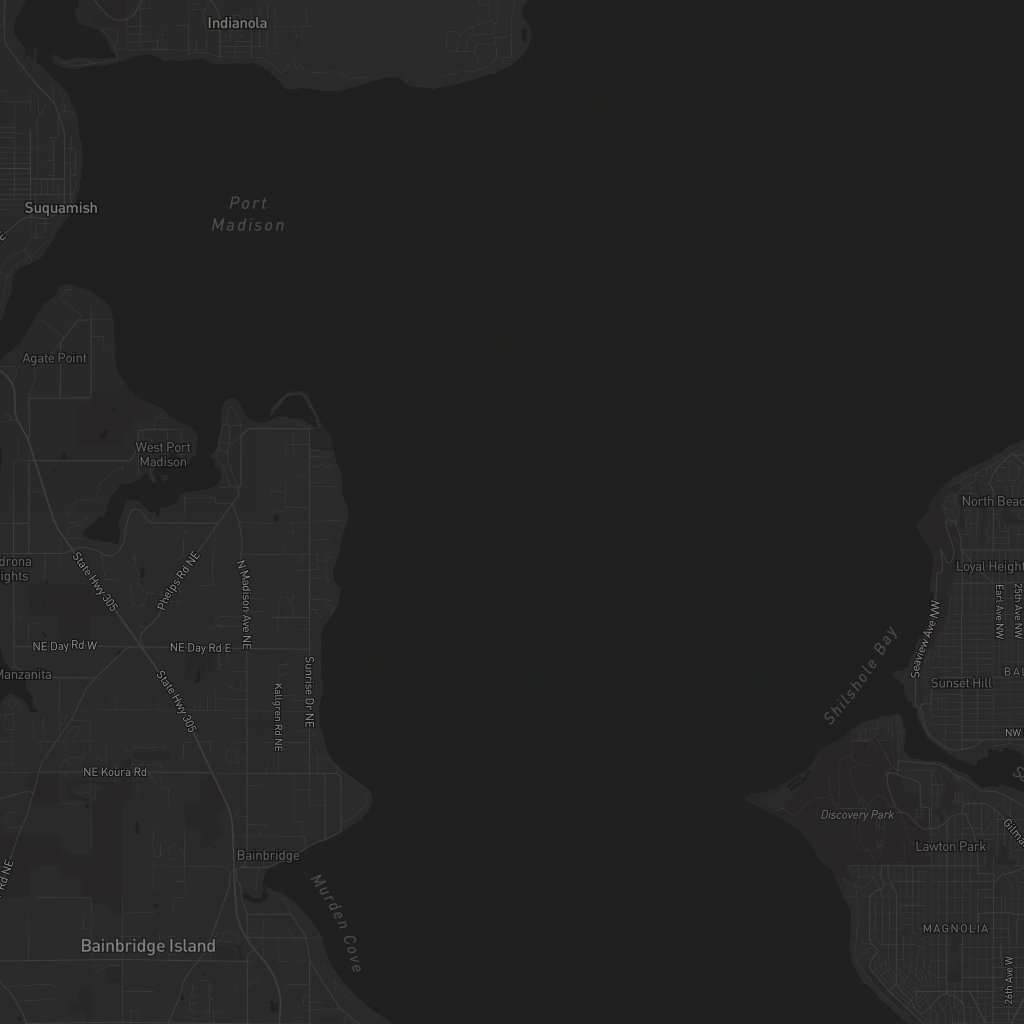 Indianola
Suquamish
Port
Madison
Agate Point
West Port
Madison
North Beac
drona
ights
State Hwy 305
Phelps Rd NE
N Madison Ave NE
Loyal Height
Earl Ave NW
25th Ave NW
Seaview Ave NW
NE Day Rd W
NE Day Rd E
Manzanita
State Hwy 305
Kallgren Rd NE
Sunrise Dr NE
Shilshole Bay
Sunset Hill
BAL
NW
NE Koura Rd
Discovery Park
Gilma
Lawton Park
Bainbridge
Rd NE
Murden Cove
MAGNOLIA
Bainbridge Island
26th Ave W